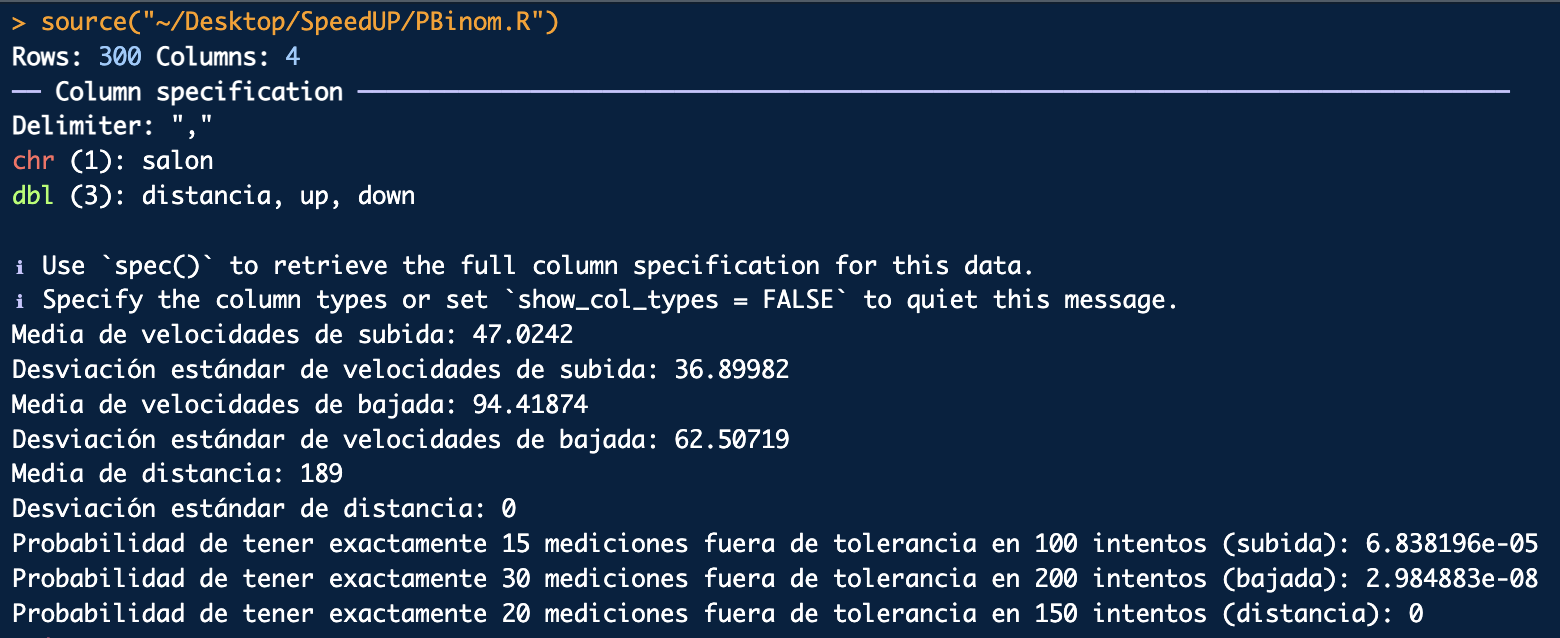 > source("~/Desktop/SpeedUP/PBinom.R")
Rows: 300 Columns: 4
── Column specification ──────────────────────────────
Delimiter: ","
chr (1): salon
dbl (3): distancia, up, down
ℹ Use `spec()` to retrieve the full column specification for this data.
ℹ Specify the column types or set `show_col_types = FALSE` to quiet this message.
Media de velocidades de subida: 47.0242
Desviación estándar de velocidades de subida: 36.89982
Media de velocidades de bajada: 94.41874
Desviación estándar de velocidades de bajada: 62.50719
Media de distancia: 189
Desviación estándar de distancia: 0
Probabilidad de tener exactamente 15 mediciones fuera de tolerancia en 100 intentos (subida): 6.838196e-05
Probabilidad de tener exactamente 30 mediciones fuera de tolerancia en 200 intentos (bajada): 2.984883e-08
Probabilidad de tener exactamente 20 mediciones fuera de tolerancia en 150 intentos (distancia): 0